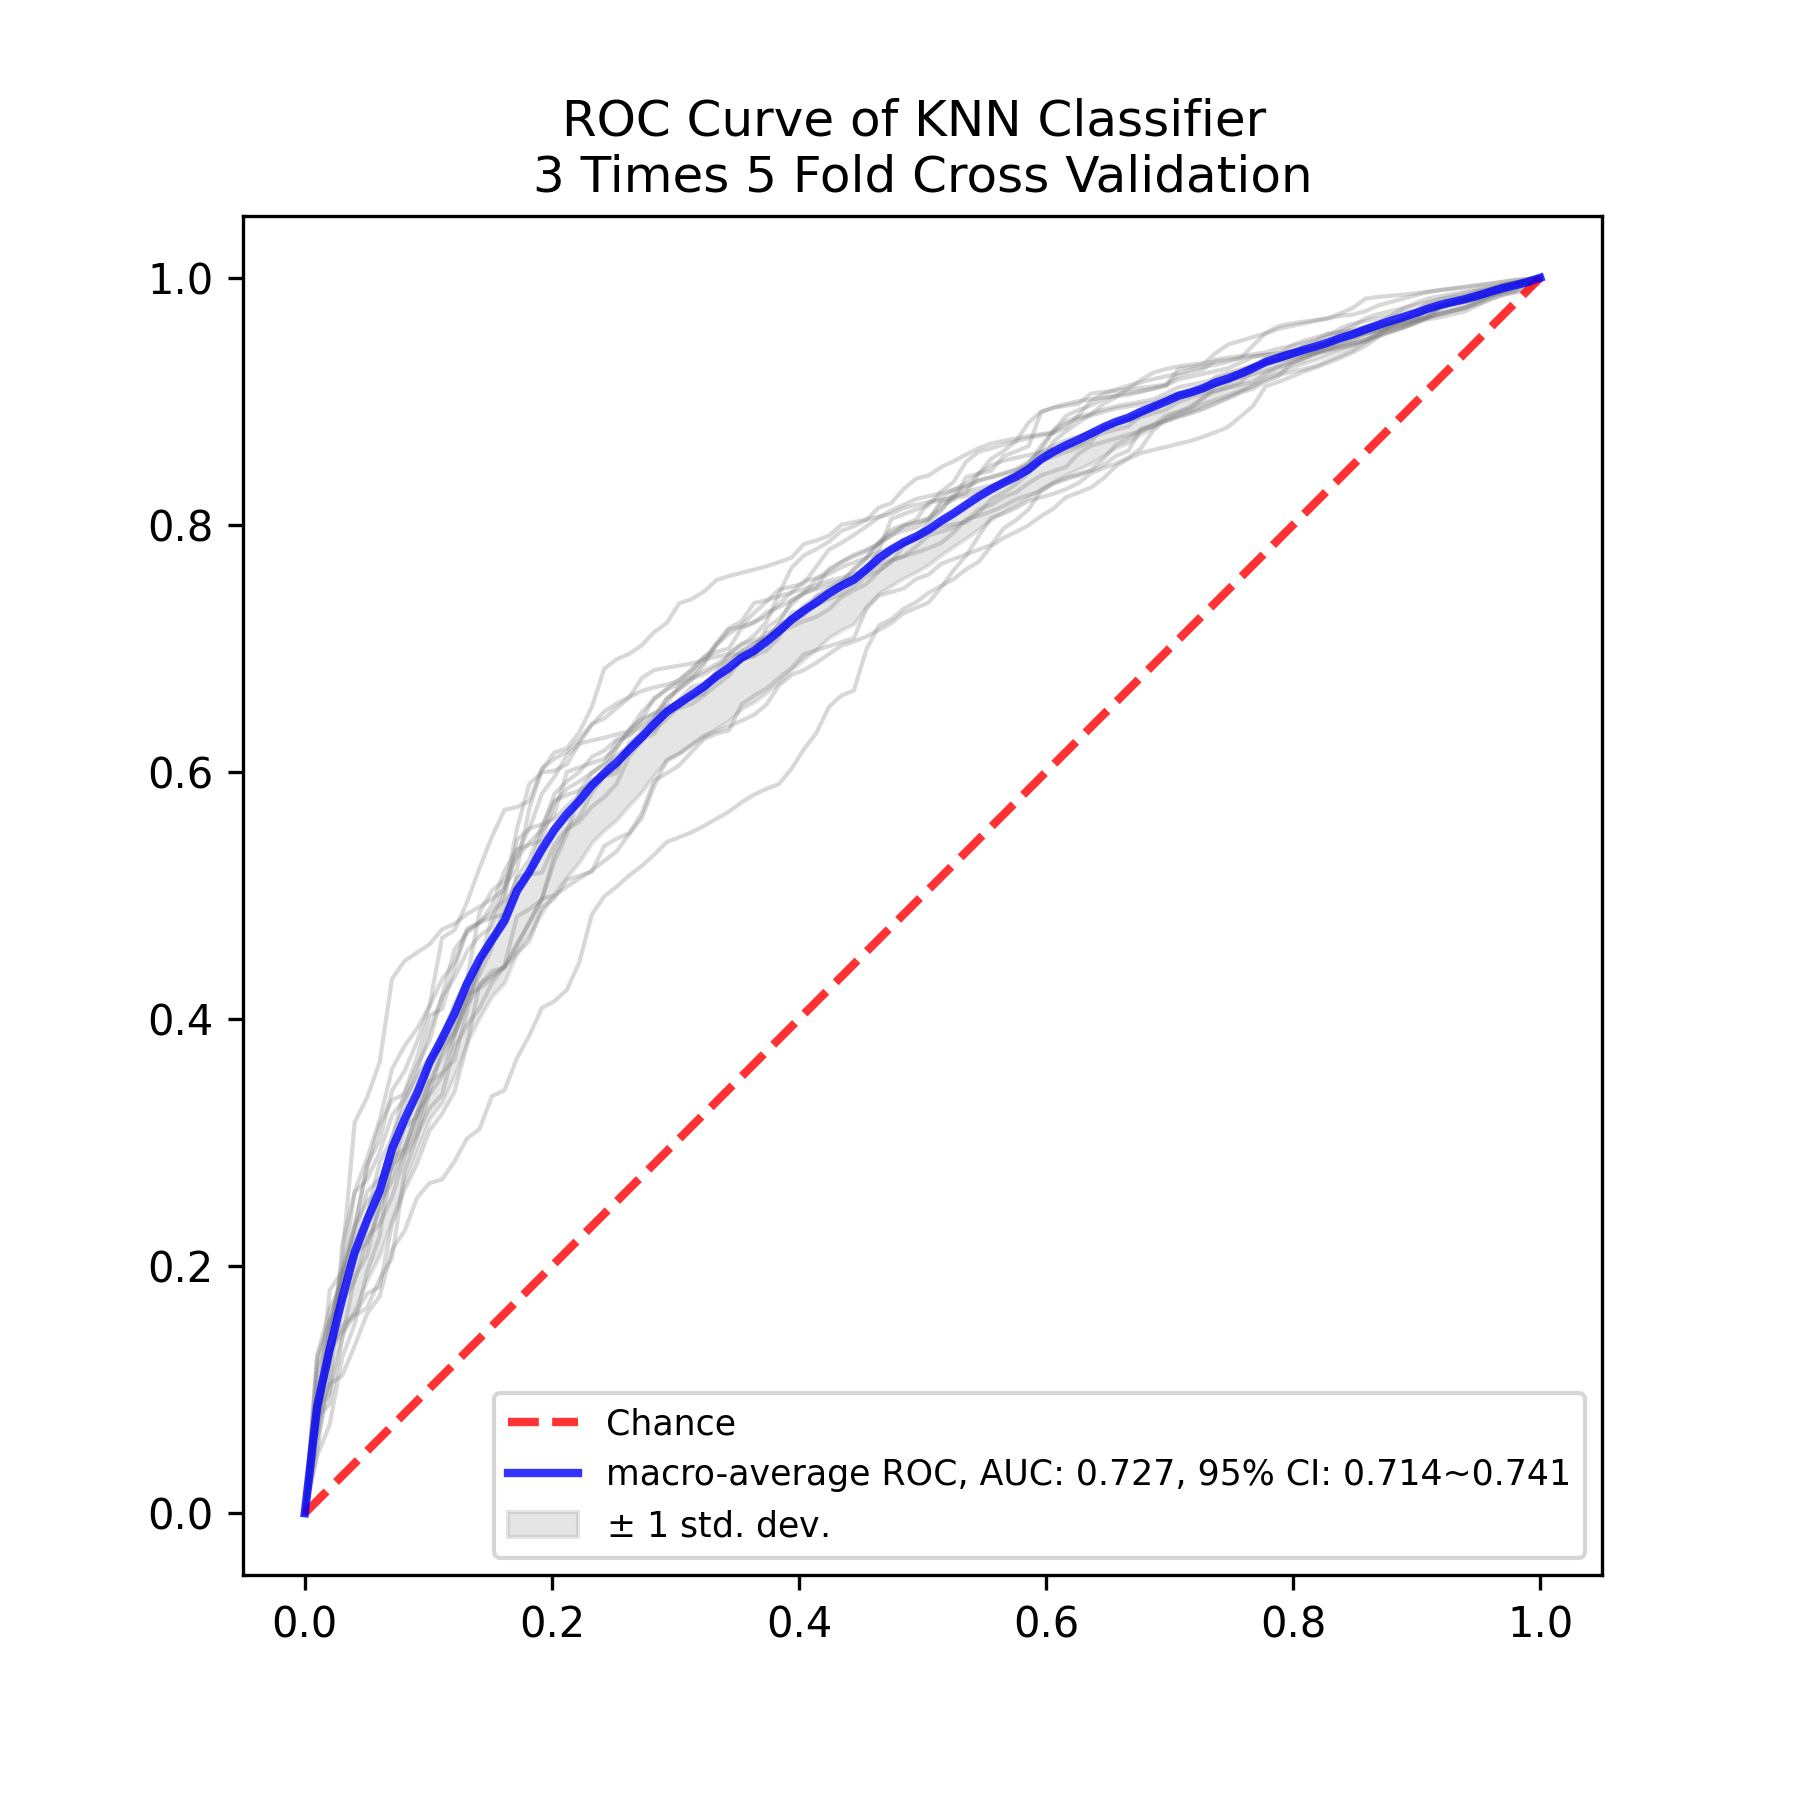 ROC Curve of KNN Classifier
3 Times 5 Fold Cross Validation
1.0
0.8
0.6
0.4
0.2
0.0
Chance
macro-average ROC, AUC: 0.727, 95% CI: 0.714~0.741
± 1 std. dev.
0.0 0.2 0.4 0.6 0.8 1.0